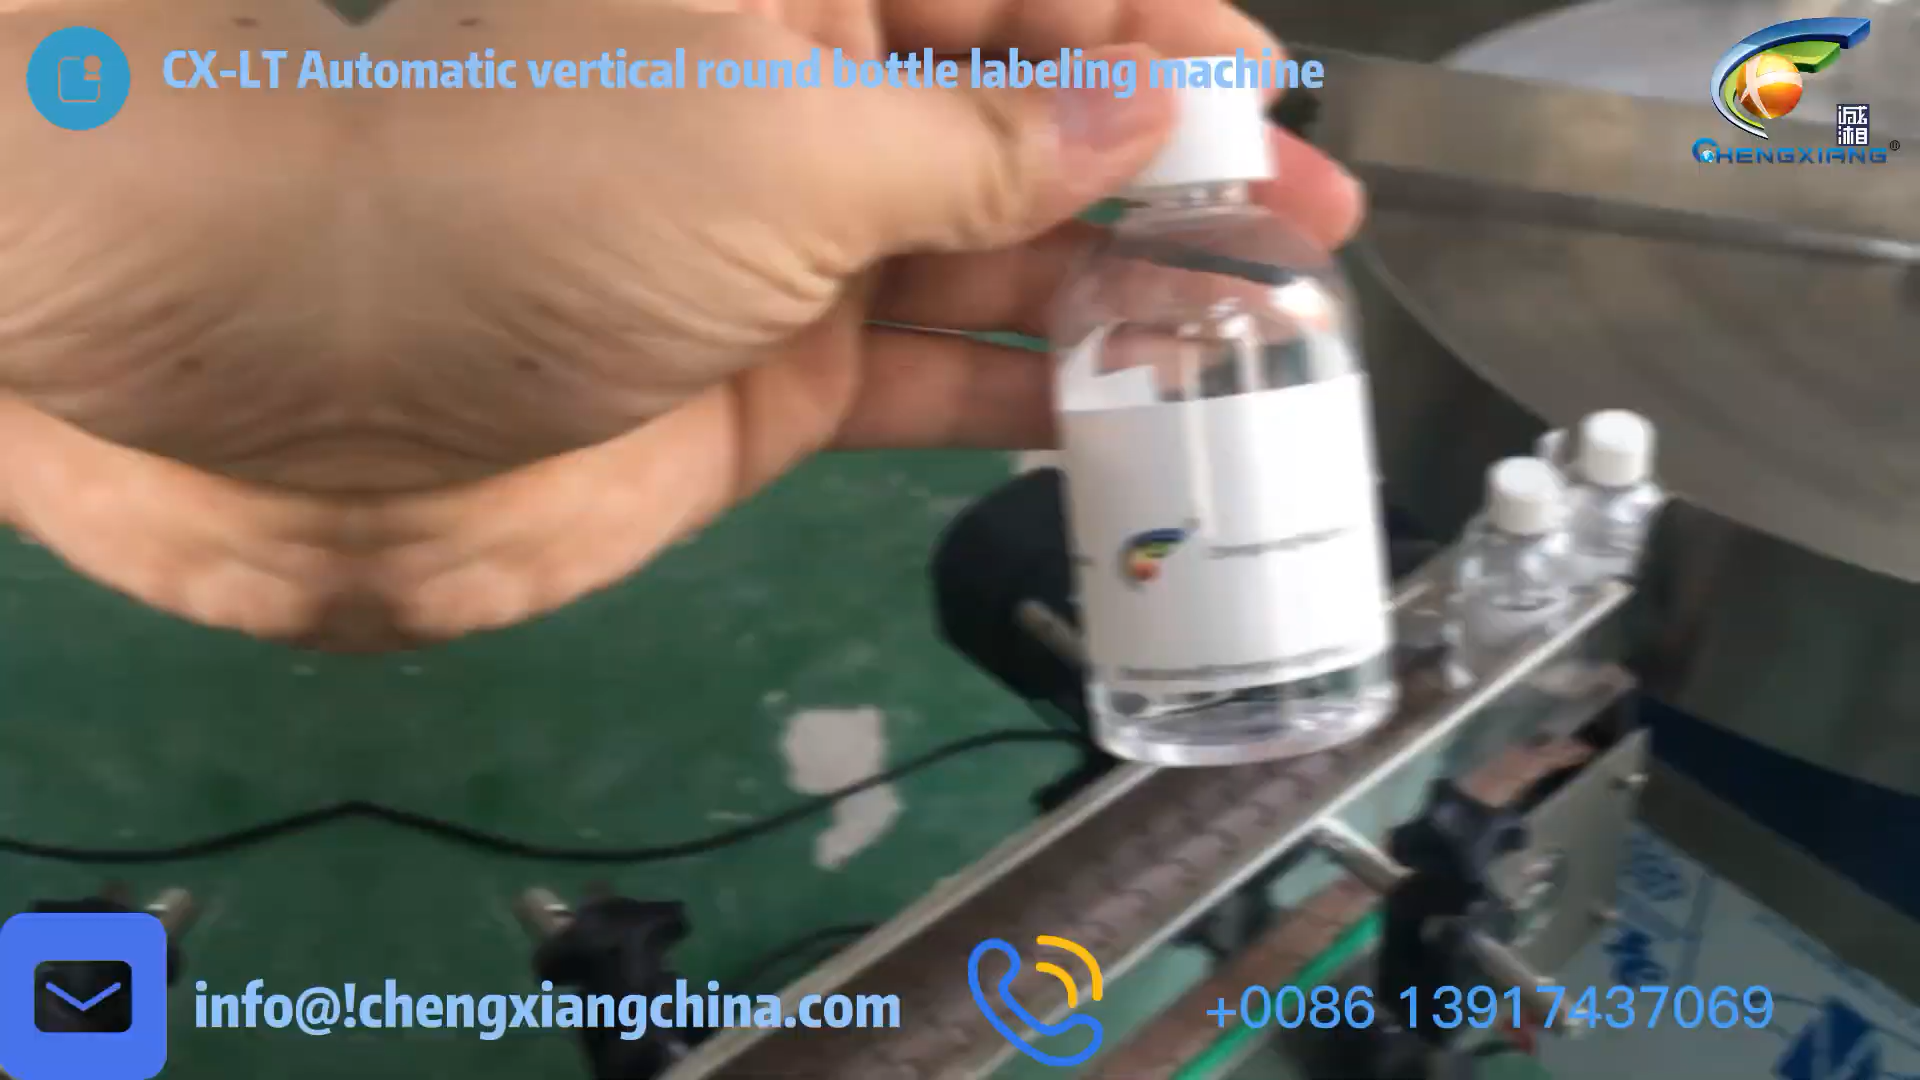 CX-LT Automatic vertical round bottle labeling machine
诚湘
CHENGXIANG®
info@!chengxiangchina.com
+0086 13917437069